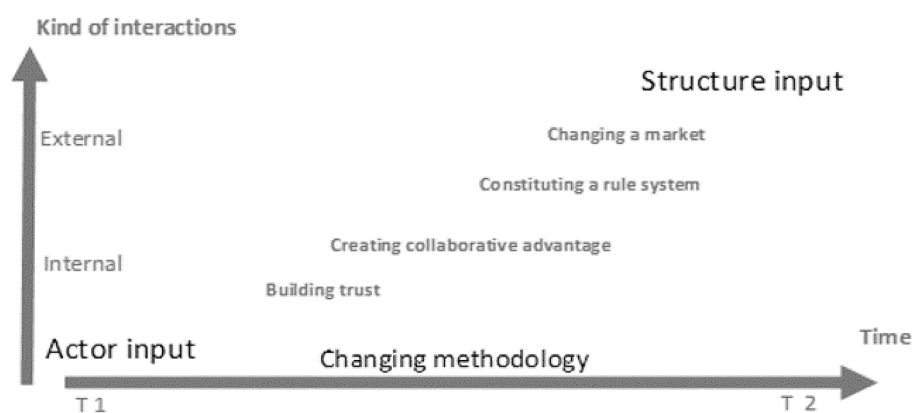 Kind of interactions
Structure input
External
Changing a market
Constituting a rule system
Creating collaborative advantage
Internal
Building trust
Time
Actor input
Changing methodology
T 1
T 2